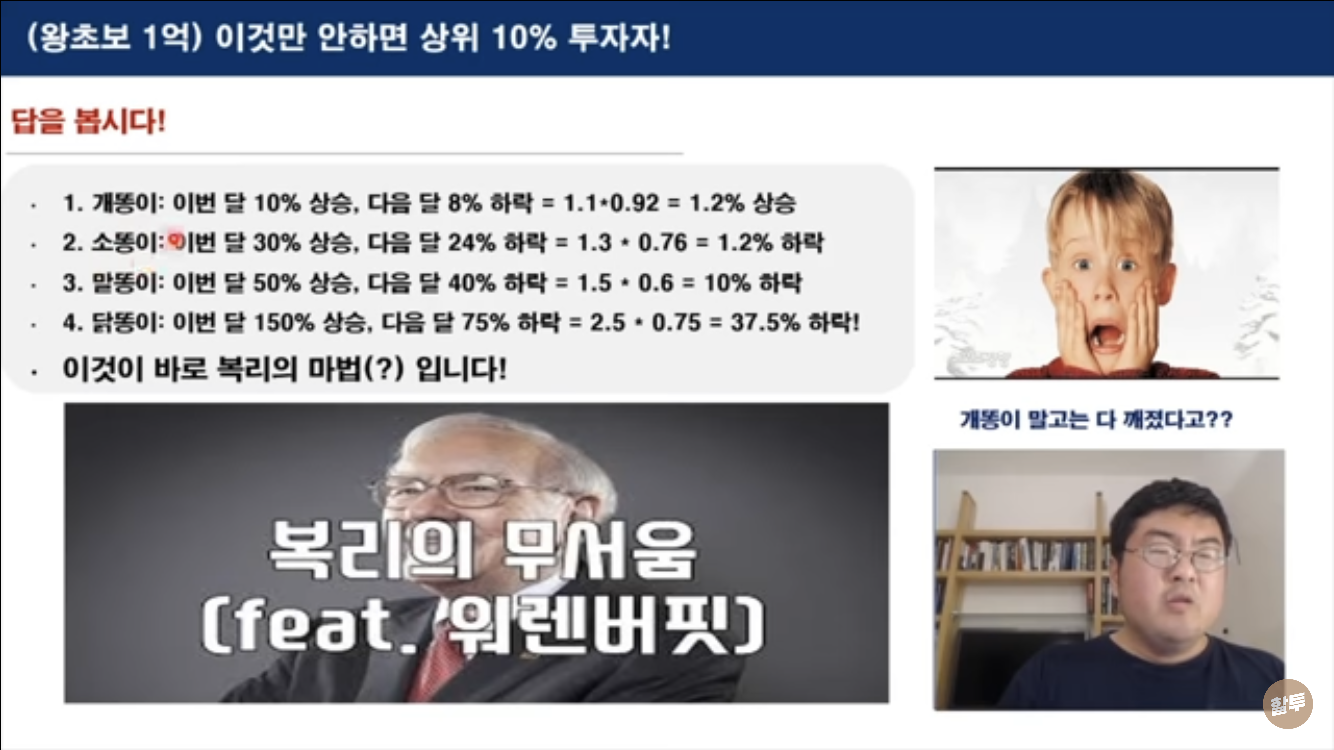 (왕초보 1억) 이것만 안하면 상위 10% 투자자!
답을 봅시다!
· 1. 개똥이: 이번 달 10% 상승, 다음 달 8% 하락 = 1.1*0.92 = 1.2% 상승
· 2. 소똥이: 이번 달 30% 상승, 다음 달 24% 하락 = 1.3 * 0.76 = 1.2% 하락
· 3. 말똥이: 이번 달 50% 상승, 다음 달 40% 하락 = 1.5 * 0.6 = 10% 하락
· 4. 닭똥이: 이번 달 150% 상승, 다음 달 75% 하락 = 2.5 * 0.75 = 37.5% 하락!
· 이것이 바로 복리의 마법(?) 입니다!
개똥이 말고는 다 깨졌다고??
복리의 무서움
(feat. 워렌버핏)
할투